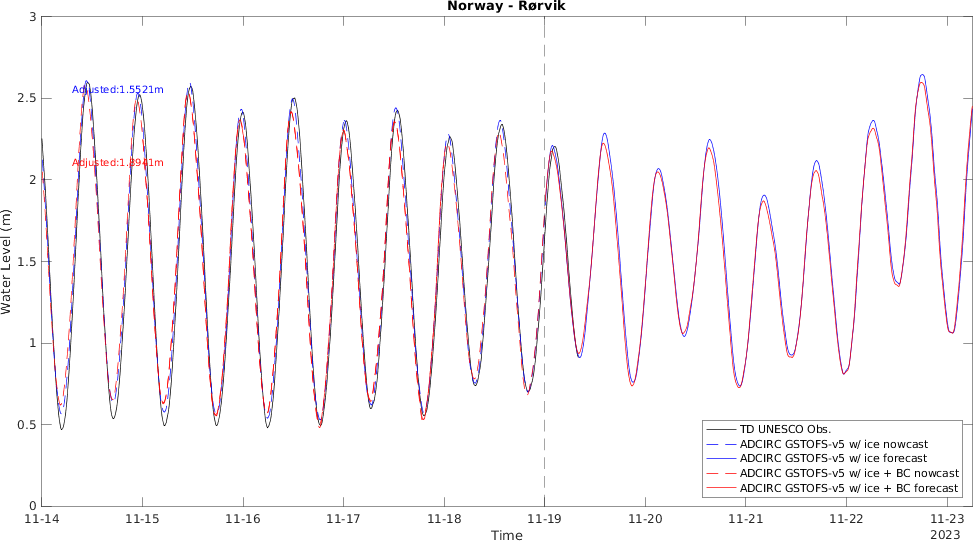 Norway - Rørvik
3
2.5
2
1.5
1
0.5
0
Water Level (m)
Adjusted:1.5521m
Adjusted:1.8941m
TD UNESCO Obs.
ADCIRC GSTOFS-v5 w/ ice nowcast
ADCIRC GSTOFS-v5 w/ ice forecast
ADCIRC GSTOFS-v5 w/ ice + BC nowcast
ADCIRC GSTOFS-v5 w/ ice + BC forecast
11-14 11-15 11-16 11-17 11-18 11-19 11-20 11-21 11-22 11-23
2023
Time